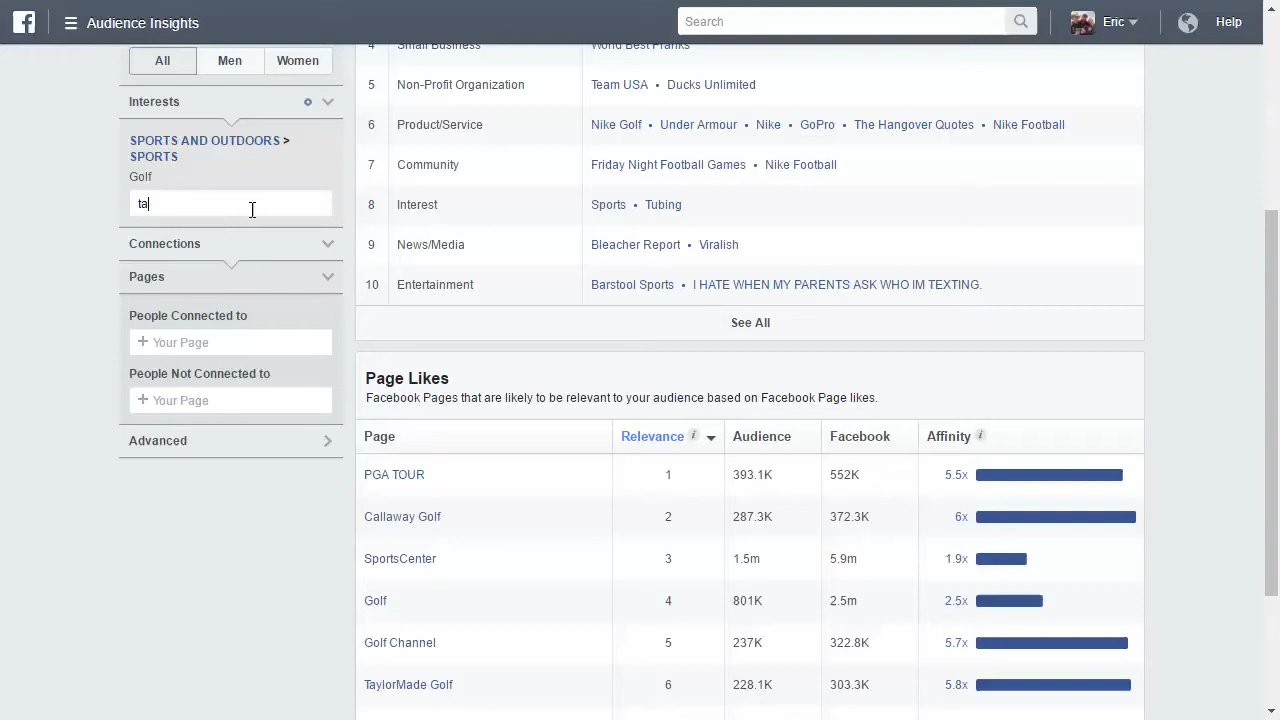 Audience Insights
Search
Eric
Help
All
Men
Women
Interests
SPORTS AND OUTDOORS >
SPORTS
Golf
ta
Connections
Pages
People Connected to
+ Your Page
People Not Connected to
+ Your Page
Advanced
4 Small Business World Best Pranks
5 Non-Profit Organization Team USA • Ducks Unlimited
6 Product/Service Nike Golf • Under Armour • Nike • GoPro • The Hangover Quotes • Nike Football
7 Community Friday Night Football Games • Nike Football
8 Interest Sports • Tubing
9 News/Media Bleacher Report • Viralish
10 Entertainment Barstool Sports • I HATE WHEN MY PARENTS ASK WHO IM TEXTING.
See All
Page Likes
Facebook Pages that are likely to be relevant to your audience based on Facebook Page likes.
Page Relevance i Audience Facebook Affinity i
PGA TOUR 1 393.1K 552K 5.5x
Callaway Golf 2 287.3K 372.3K 6x
SportsCenter 3 1.5m 5.9m 1.9x
Golf 4 801K 2.5m 2.5x
Golf Channel 5 237K 322.8K 5.7x
TaylorMade Golf 6 228.1K 303.3K 5.8x